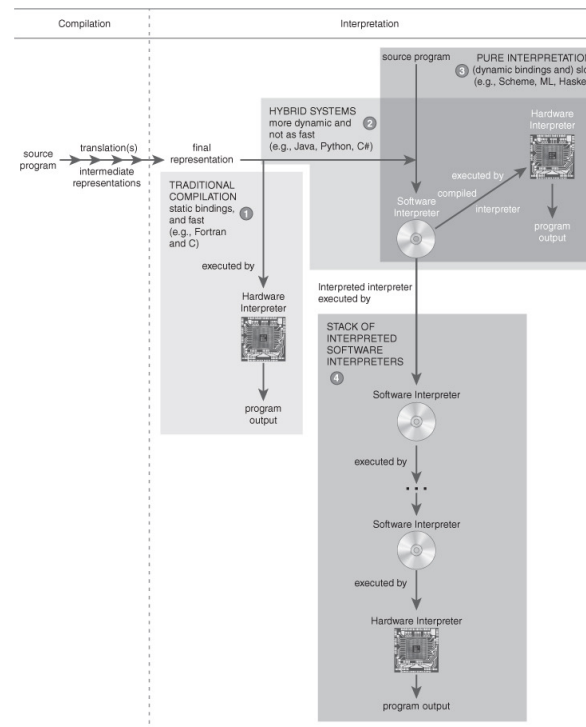 Compilation
Interpretation
source program
PURE INTERPRETATION
3 (dynamic bindings and)
(e.g., Scheme, ML,
HYBRID SYSTEMS
more dynamic and 2
not as fast
(e.g., Java, Python, C#)
Hardware
Interpreter
source
program
translation(s)
intermediate
representations
final
representation
executed by
compiled
interpreter
Software
Interpreter
program
output
TRADITIONAL
COMPILATION
static bindings, 1
and fast
(e.g., Fortran
and C)
executed by
Hardware
Interpreter
program
output
Interpreted interpreter
executed by
STACK OF
INTERPRETED
SOFTWARE
INTERPRETERS
4
Software Interpreter
executed by
...
Software Interpreter
executed by
Hardware Interpreter
program output